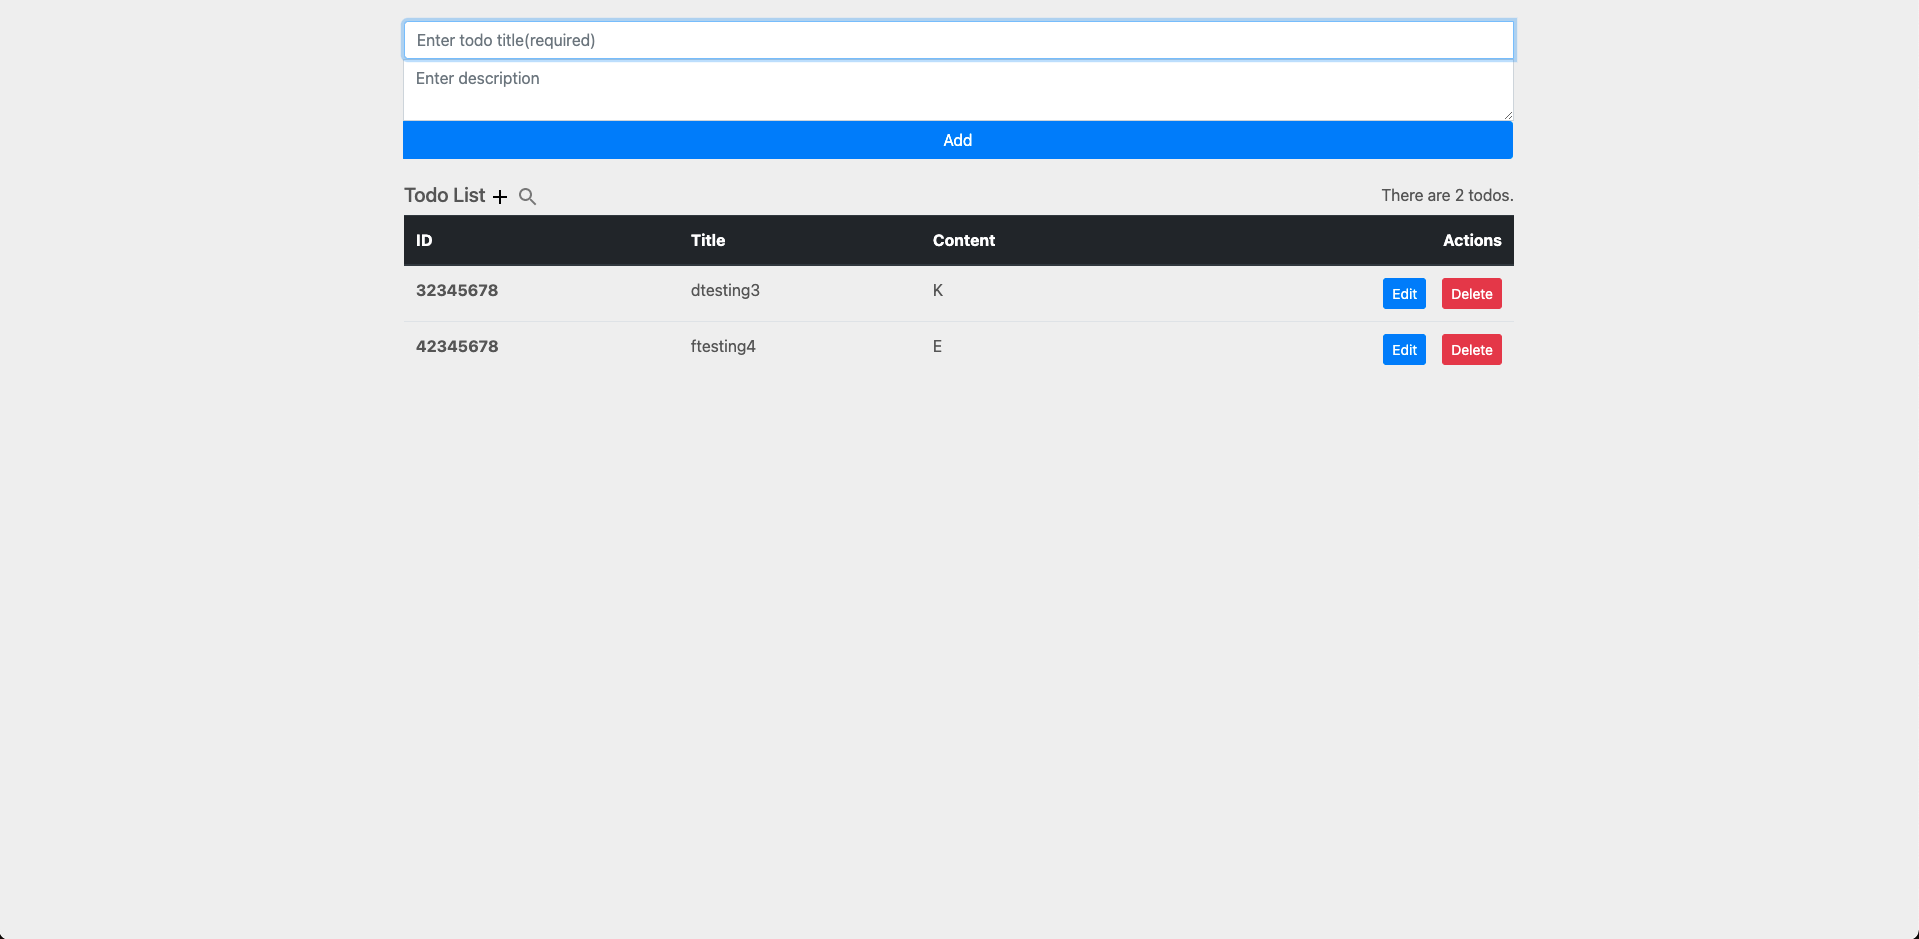 Enter todo title(required)
Enter description
Add
Todo List There are 2 todos.
ID Title Content Actions
32345678 dtesting3 K Edit Delete
42345678 ftesting4 E Edit Delete